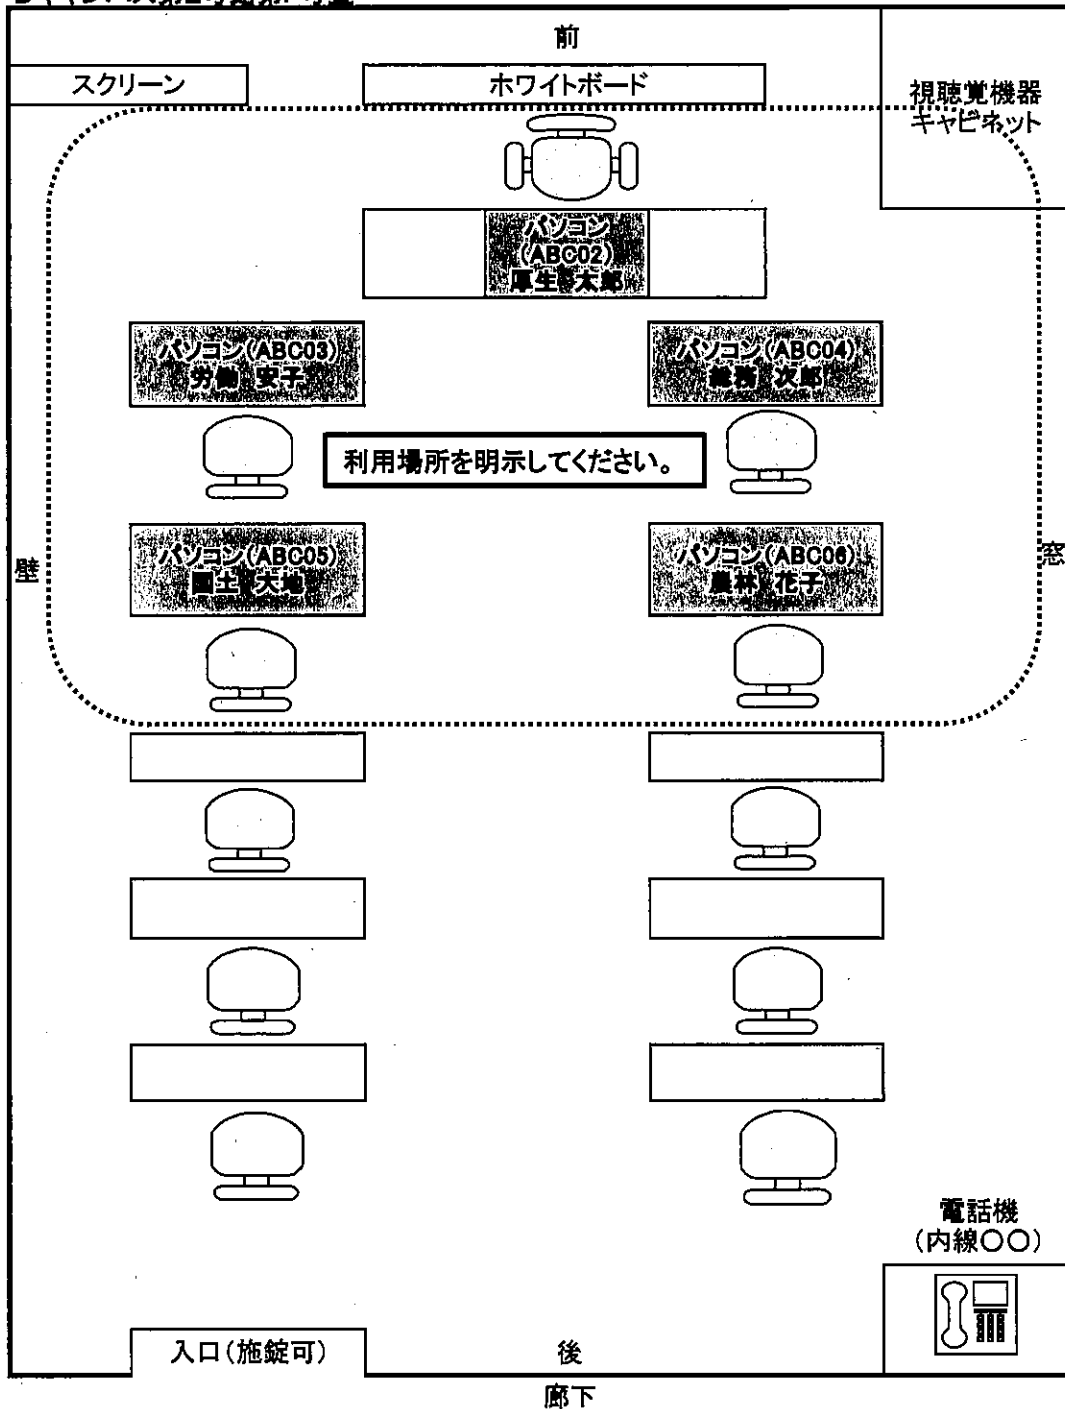 前
スクリーン
ホワイトボード
視聴覚機器
キャビネット
パソコン
(ABC02)
厚生 太郎
パソコン(ABC03)
労働 安子
パソコン(ABC04)
総務 次郎
利用場所を明示してください。
パソコン(ABC05)
国土 大地
パソコン(ABC06)
農林 花子
壁
窓
電話機
(内線〇〇)
入口(施錠可)
後
廊下